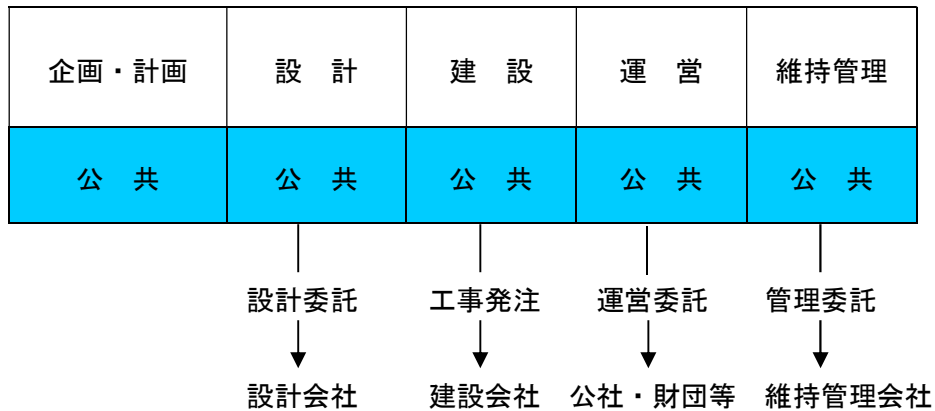 企画・計画 設　計 建　設 運　営 維持管理
公　共 公　共 公　共 公　共 公　共
設計委託 工事発注 運営委託 管理委託
設計会社 建設会社 公社・財団等 維持管理会社